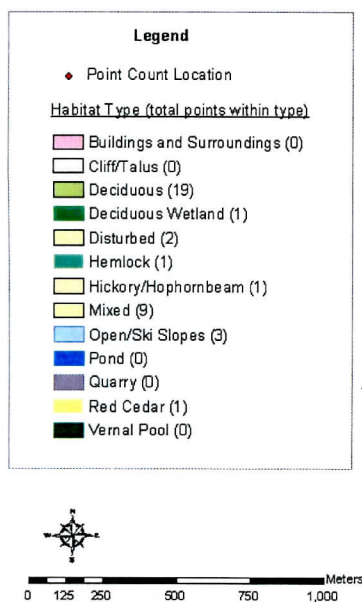 Legend
Point Count Location
Habitat Type (total points within type)
Buildings and Surroundings (0)
Cliff/Talus (0)
Deciduous (19)
Deciduous Wetland (1)
Disturbed (2)
Hemlock (1)
Hickory/Hophornbeam (1)
Mixed (9)
Open/Ski Slopes (3)
Pond (0)
Quarry (0)
Red Cedar (1)
Vernal Pool (0)
N
W E
S
Meters
0 125 250 500 750 1,000